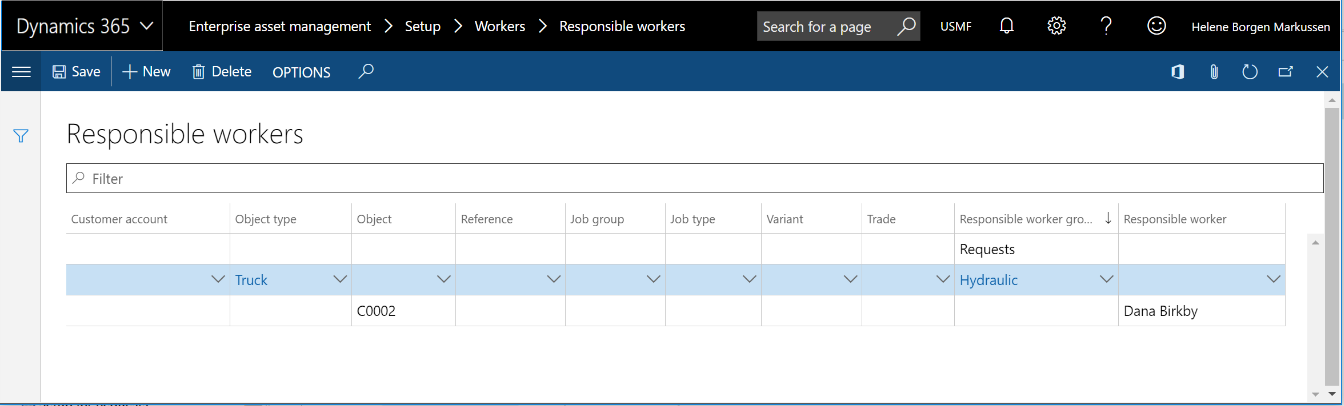 Dynamics 365 Enterprise asset management > Setup > Workers > Responsible workers Search for a page USMF ? Helene Borgen Markussen
Save + New Delete OPTIONS
Responsible workers
Filter
Customer account Object type Object Reference Job group Job type Variant Trade Responsible worker gro... ↓ Responsible worker
Requests
Truck Hydraulic
C0002 Dana Birkby